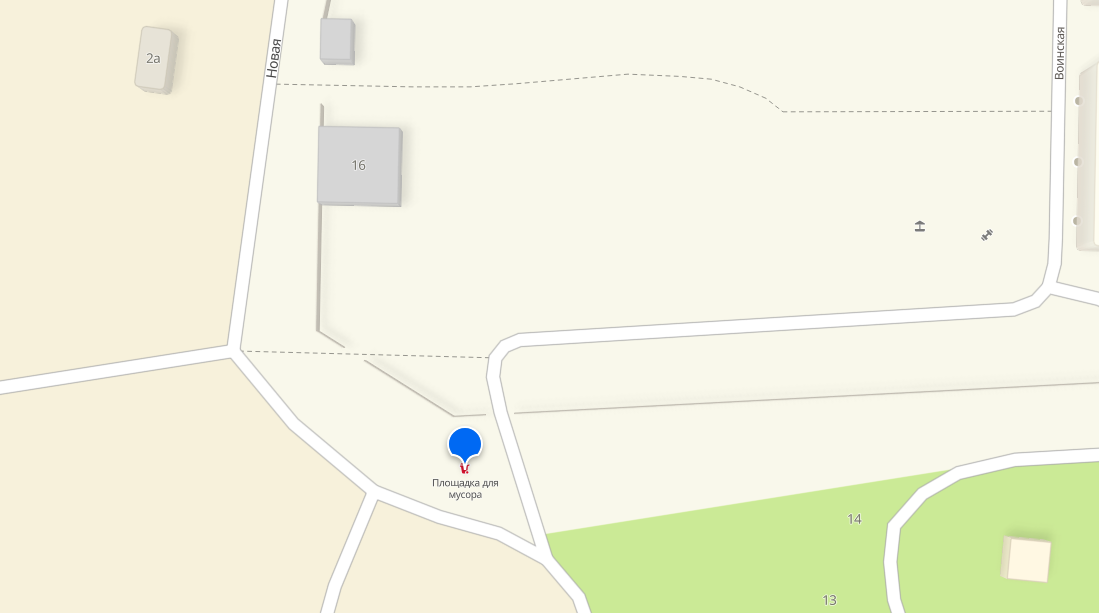 2а
Новая
Воинская
16
Площадка для
мусора
14
13